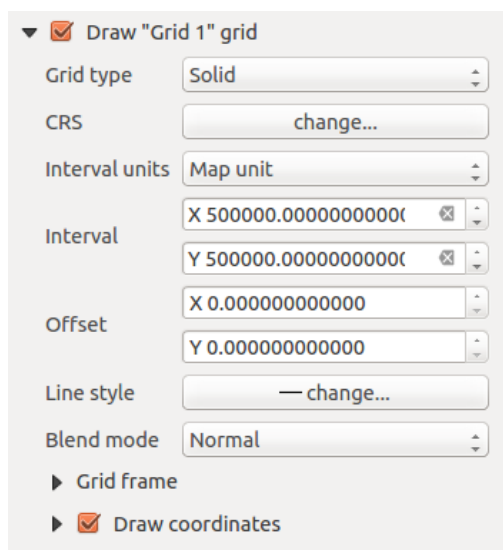 Draw "Grid 1" grid
Grid type Solid
CRS change...
Interval units Map unit
Interval
X 500000.0000000000(
Y 500000.0000000000(
Offset
X 0.000000000000
Y 0.000000000000
Line style change...
Blend mode Normal
Grid frame
Draw coordinates